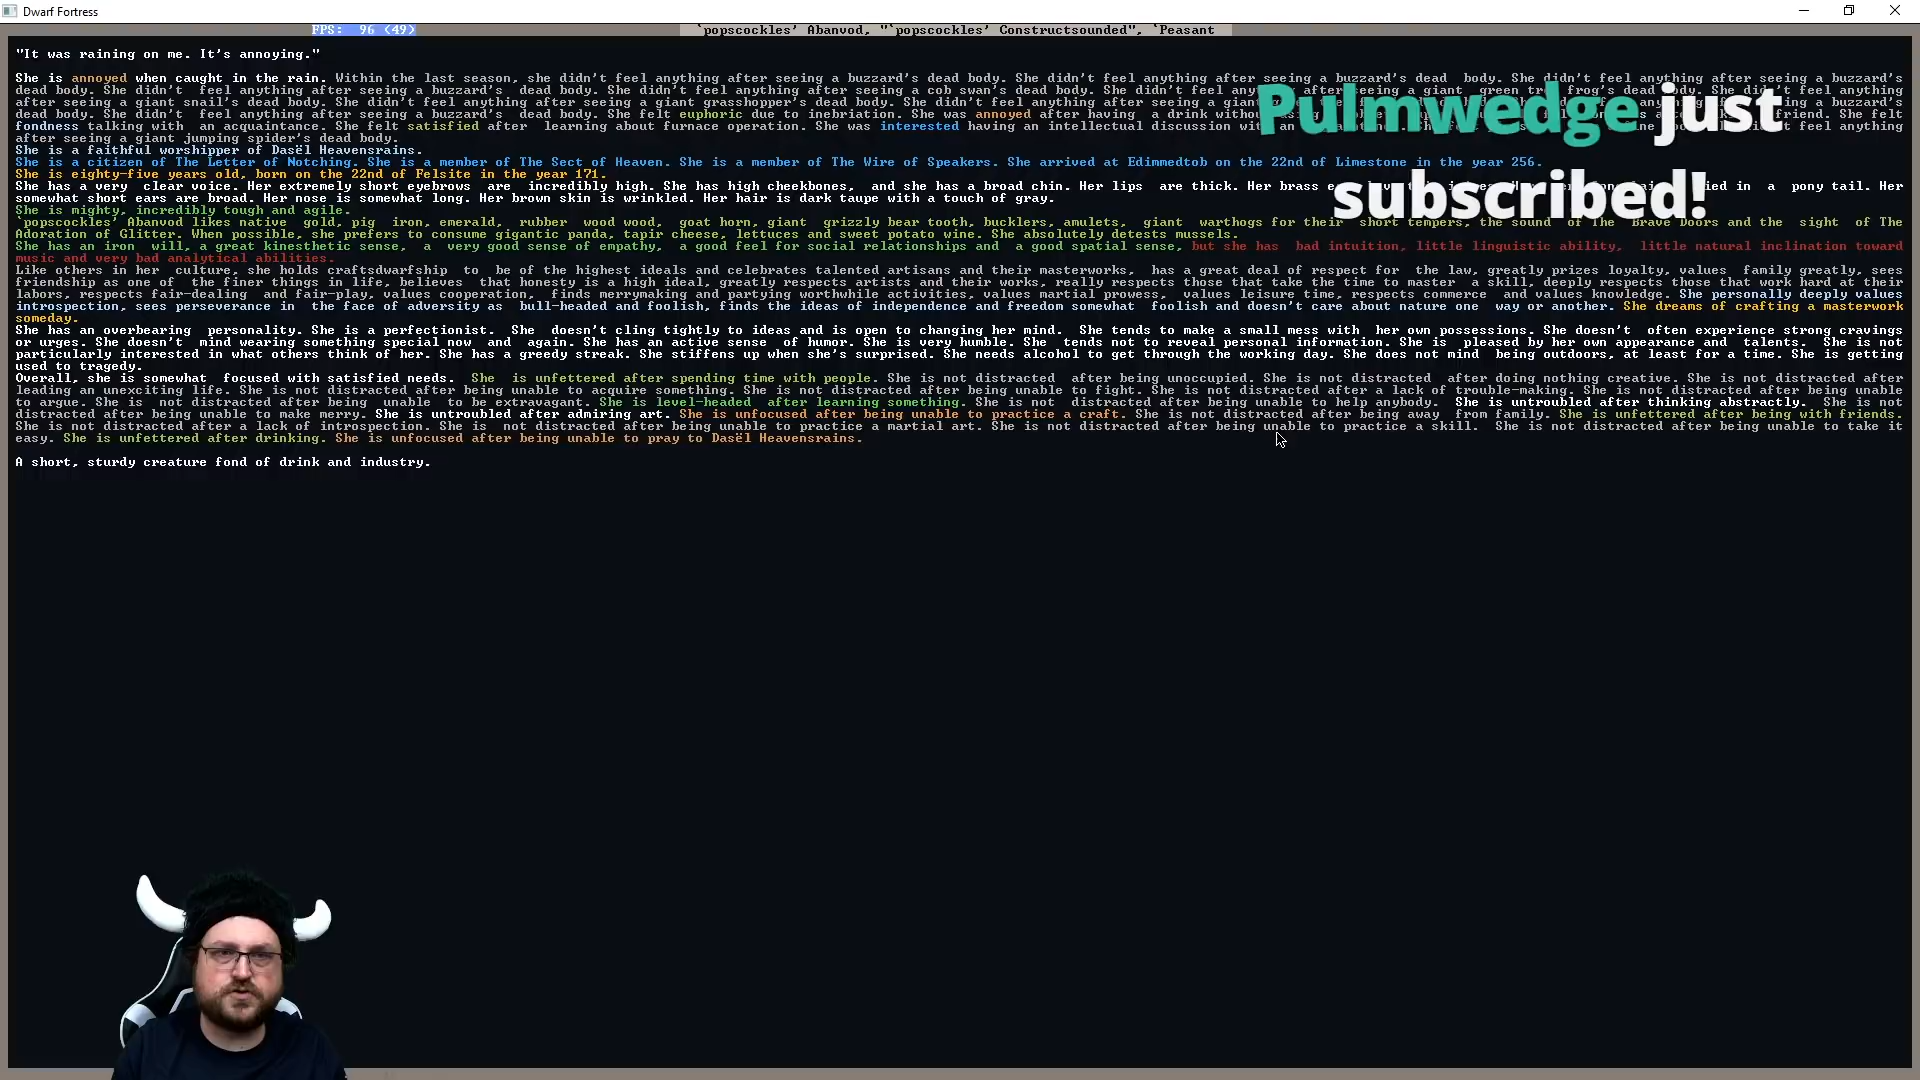 Dwarf Fortress
FPS: 96 (49)
`popscockles' Abanvod, "`popscockles' Constructsounded", `Peasant
"It was raining on me. It's annoying."
She is annoyed when caught in the rain. Within the last season, she didn't feel anything after seeing a buzzard's dead body. She didn't feel anything after seeing a buzzard's dead body. She didn't feel anything after seeing a buzzard's
dead body. She didn't feel anything after seeing a buzzard's dead body. She didn't feel anything after seeing a cob swan's dead body. She didn't feel anything after seeing a giant green tree frog's dead body. She didn't feel anything
after seeing a giant snail's dead body. She didn't feel anything after seeing a giant grasshopper's dead body. She didn't feel anything after seeing a giant feel anything after seeing a buzzard's
dead body. She didn't feel anything after seeing a buzzard's dead body. She felt euphoric due to inebriation. She was annoyed after having a drink without friend. She felt
fondness talking with an acquaintance. She felt satisfied after learning about furnace operation. She was interested having an intellectual discussion with feel anything
after seeing a giant jumping spider's dead body.
She is a faithful worshipper of Dasël Heavensrains.
She is a citizen of The Letter of Notching. She is a member of The Sect of Heaven. She is a member of The Wire of Speakers. She arrived at Edimmedtob on the 22nd of Limestone in the year 256.
She is eighty-five years old, born on the 22nd of Felsite in the year 171.
She has a very clear voice. Her extremely short eyebrows are incredibly high. She has high cheekbones, and she has a broad chin. Her lips are thick. Her brass in a pony tail. Her
somewhat short ears are broad. Her nose is somewhat long. Her brown skin is wrinkled. Her hair is dark taupe with a touch of gray.
She is mighty, incredibly tough and agile.
`popscockles' Abanvod likes native gold, pig iron, emerald, rubber wood wood, goat horn, giant grizzly bear tooth, bucklers, amulets, giant warthogs for their short tempers, the sound of The Brave Doors and the sight of The
Adoration of Glitter. When possible, she prefers to consume gigantic panda, tapir cheese, lettuces and sweet potato wine. She absolutely detests mussels.
She has an iron will, a great kinesthetic sense, a very good sense of empathy, a good feel for social relationships and a good spatial sense, but she has bad intuition, little linguistic ability, little natural inclination toward
music and very bad analytical abilities.
Like others in her culture, she holds craftsdwarfship to be of the highest ideals and celebrates talented artisans and their masterworks, has a great deal of respect for the law, greatly prizes loyalty, values family greatly, sees
friendship as one of the finer things in life, believes that honesty is a high ideal, greatly respects artists and their works, really respects those that take the time to master a skill, deeply respects those that work hard at their
labors, respects fair-dealing and fair-play, values cooperation, finds merrymaking and partying worthwhile activities, values martial prowess, values leisure time, respects commerce and values knowledge. She personally deeply values
introspection, sees perseverance in the face of adversity as bull-headed and foolish, finds the ideas of independence and freedom somewhat foolish and doesn't care about nature one way or another. She dreams of crafting a masterwork
someday.
She has an overbearing personality. She is a perfectionist. She doesn't cling tightly to ideas and is open to changing her mind. She tends to make a small mess with her own possessions. She doesn't often experience strong cravings
or urges. She doesn't mind wearing something special now and again. She has an active sense of humor. She is very humble. She tends not to reveal personal information. She is pleased by her own appearance and talents. She is not
particularly interested in what others think of her. She has a greedy streak. She stiffens up when she's surprised. She needs alcohol to get through the working day. She does not mind being outdoors, at least for a time. She is getting
used to tragedy.
Overall, she is somewhat focused with satisfied needs. She is unfettered after spending time with people. She is not distracted after being unoccupied. She is not distracted after doing nothing creative. She is not distracted after
leading an unexciting life. She is not distracted after being unable to acquire something. She is not distracted after being unable to fight. She is not distracted after a lack of trouble-making. She is not distracted after being unable
to argue. She is not distracted after being unable to be extravagant. She is level-headed after learning something. She is not distracted after being unable to help anybody. She is untroubled after thinking abstractly. She is not
distracted after being unable to make merry. She is untroubled after admiring art. She is unfocused after being unable to practice a craft. She is not distracted after being away from family. She is unfettered after being with friends.
She is not distracted after a lack of introspection. She is not distracted after being unable to practice a martial art. She is not distracted after being unable to practice a skill. She is not distracted after being unable to take it
easy. She is unfettered after drinking. She is unfocused after being unable to pray to Dasël Heavensrains.
A short, sturdy creature fond of drink and industry.
Pulmwedge just
subscribed!